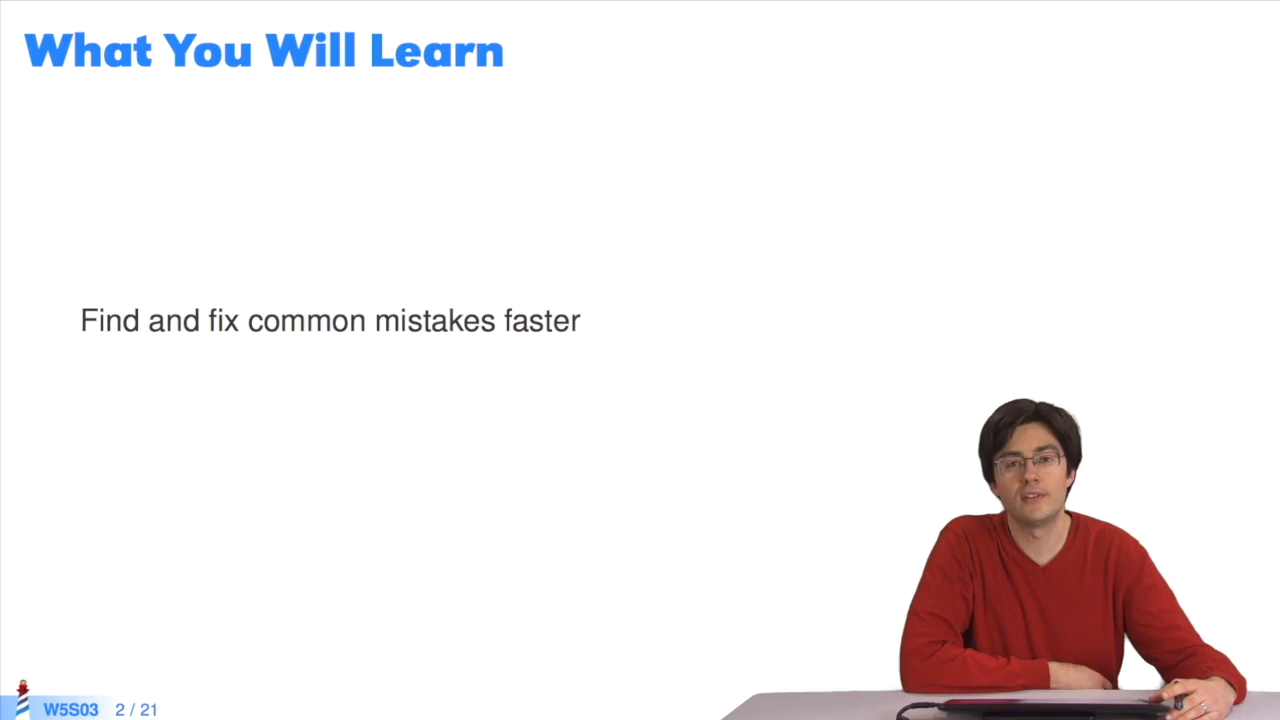 What You Will Learn
Find and fix common mistakes faster
W5S03 2 / 21